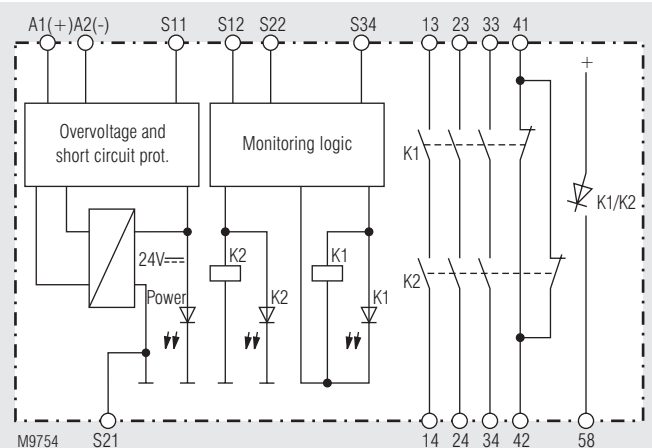 A1(+) A2(-) S11 S12 S22 S34 13 23 33 41
Overvoltage and
short circuit prot.
Monitoring logic
+
K1
K1/K2
24V
K2
K1
K2
Power
K2
K1
M9754
S21
14 24 34 42 58